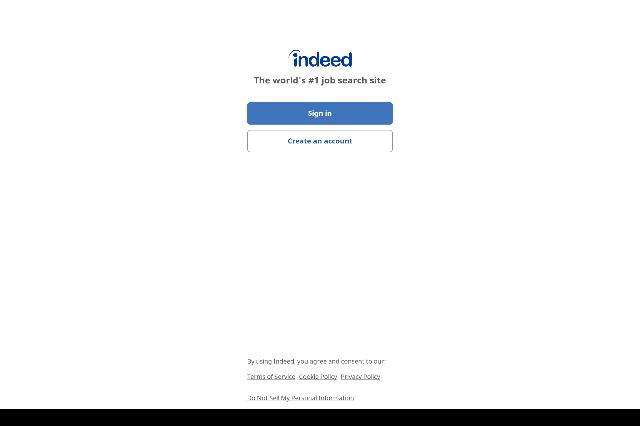 indeed
The world's #1 job search site
Sign in
Create an account
By using Indeed, you agree and consent to our:
Terms of Service Cookie Policy Privacy Policy
Do Not Sell My Personal Information